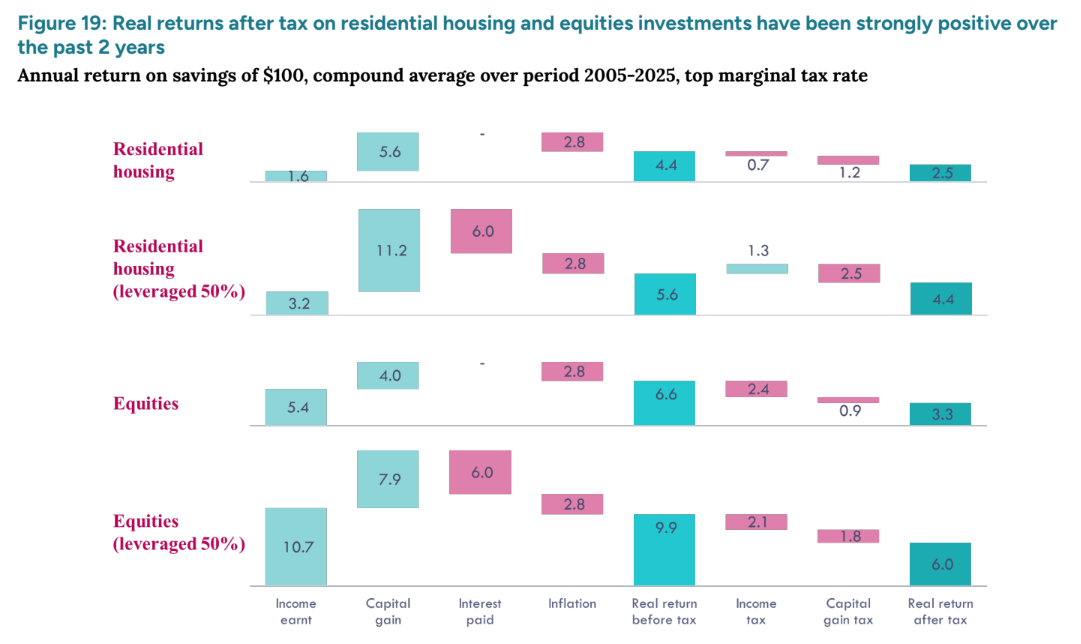 Figure 19: Real returns after tax on residential housing and equities investments have been strongly positive over
the past 2 years
Annual return on savings of $100, compound average over period 2005-2025, top marginal tax rate
Residential
housing
1.6
5.6
-
2.8
4.4
0.7
1.2
2.5
Residential
housing
(leveraged 50%)
3.2
11.2
6.0
2.8
5.6
1.3
2.5
4.4
Equities
5.4
4.0
-
2.8
6.6
2.4
0.9
3.3
Equities
(leveraged 50%)
10.7
7.9
6.0
2.8
9.9
2.1
1.8
6.0
Income
earnt
Capital
gain
Interest
paid
Inflation
Real return
before tax
Income
tax
Capital
gain tax
Real return
after tax